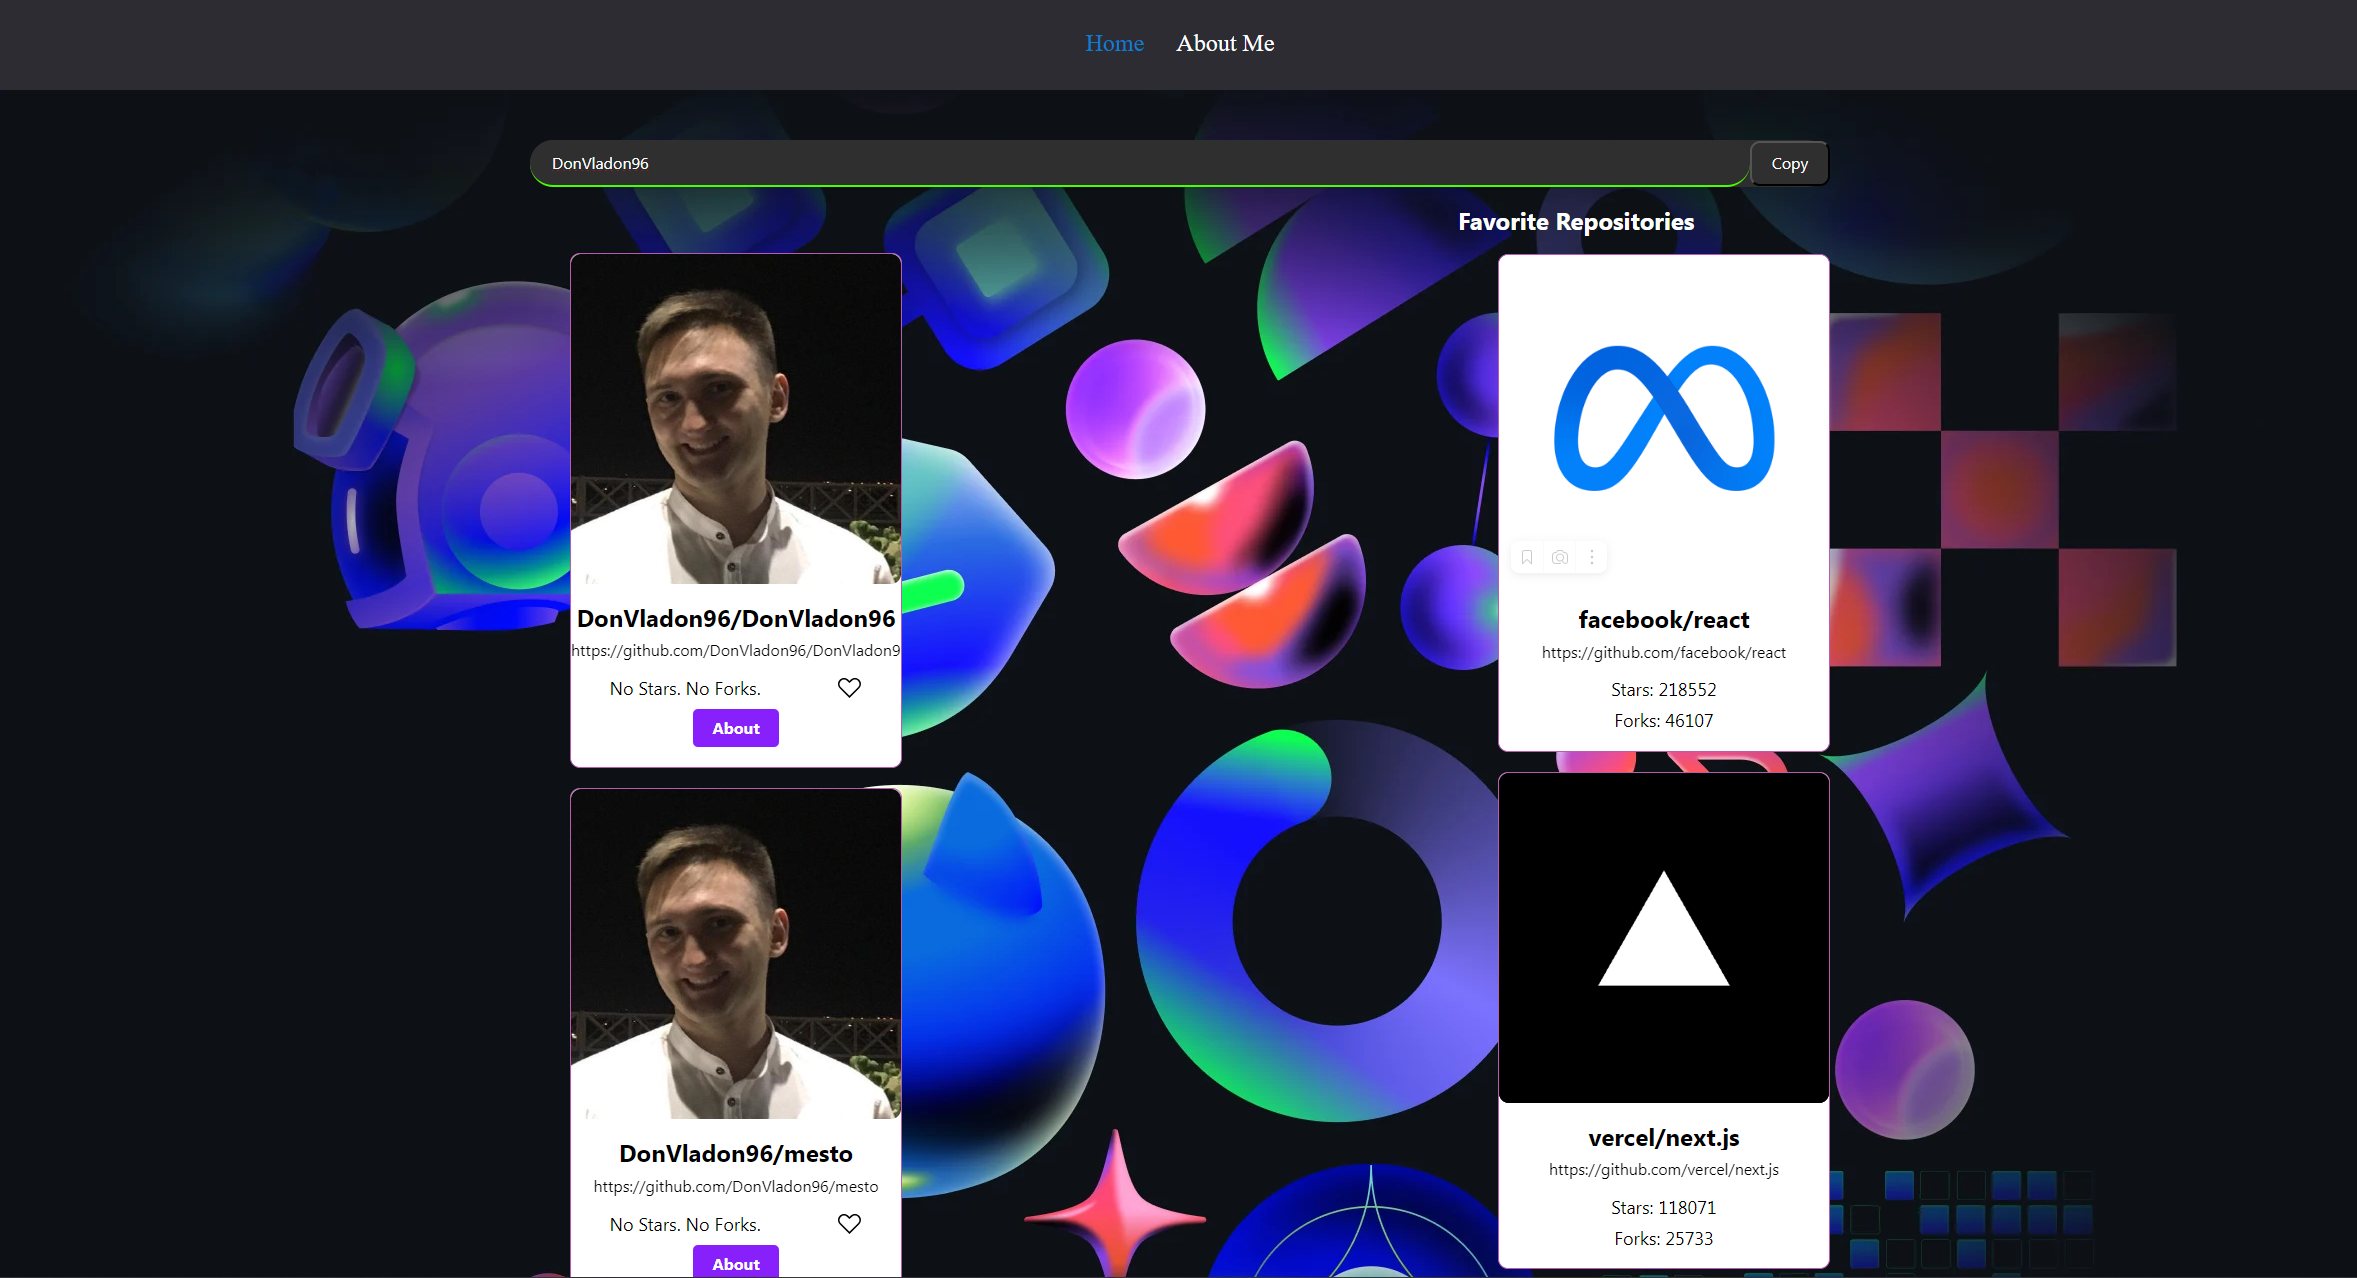 Home About Me
DonVladon96 Copy
Favorite Repositories
DonVladon96/DonVladon96
https://github.com/DonVladon96/DonVladon9
No Stars. No Forks.
About
DonVladon96/mesto
https://github.com/DonVladon96/mesto
No Stars. No Forks.
About
facebook/react
https://github.com/facebook/react
Stars: 218552
Forks: 46107
vercel/next.js
https://github.com/vercel/next.js
Stars: 118071
Forks: 25733